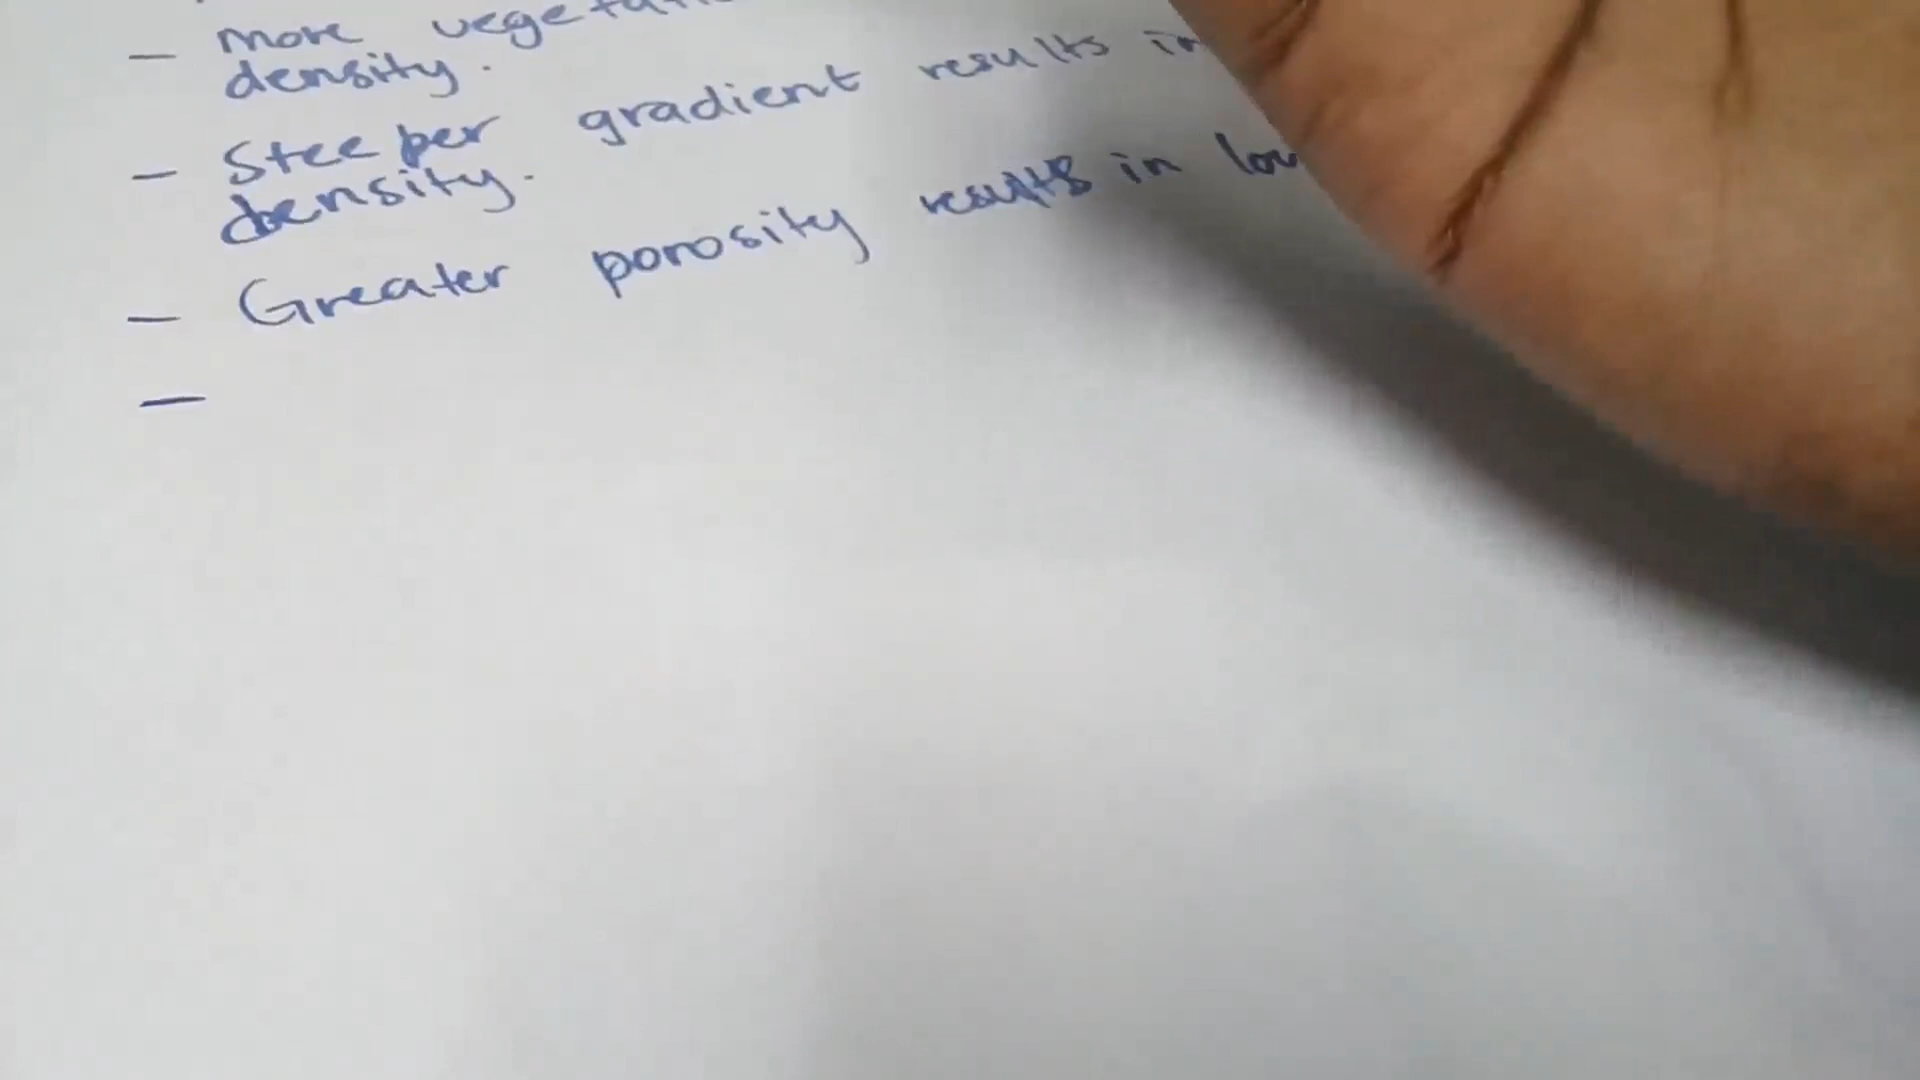 - More
density.
- Steeper gradient results in
density.
- Greater porosity results in
-